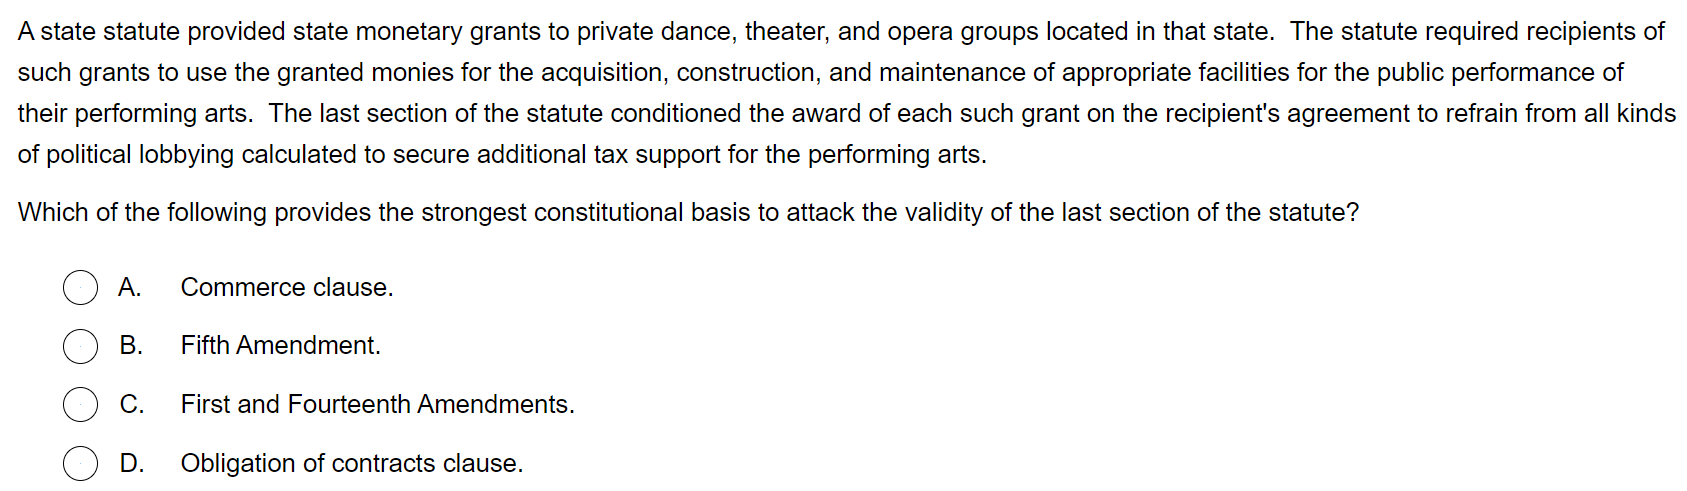 A state statute provided state monetary grants to private dance, theater, and opera groups located in that state.  The statute required recipients of
such grants to use the granted monies for the acquisition, construction, and maintenance of appropriate facilities for the public performance of
their performing arts.  The last section of the statute conditioned the award of each such grant on the recipient's agreement to refrain from all kinds
of political lobbying calculated to secure additional tax support for the performing arts.
Which of the following provides the strongest constitutional basis to attack the validity of the last section of the statute?
A. Commerce clause.
B. Fifth Amendment.
C. First and Fourteenth Amendments.
D. Obligation of contracts clause.